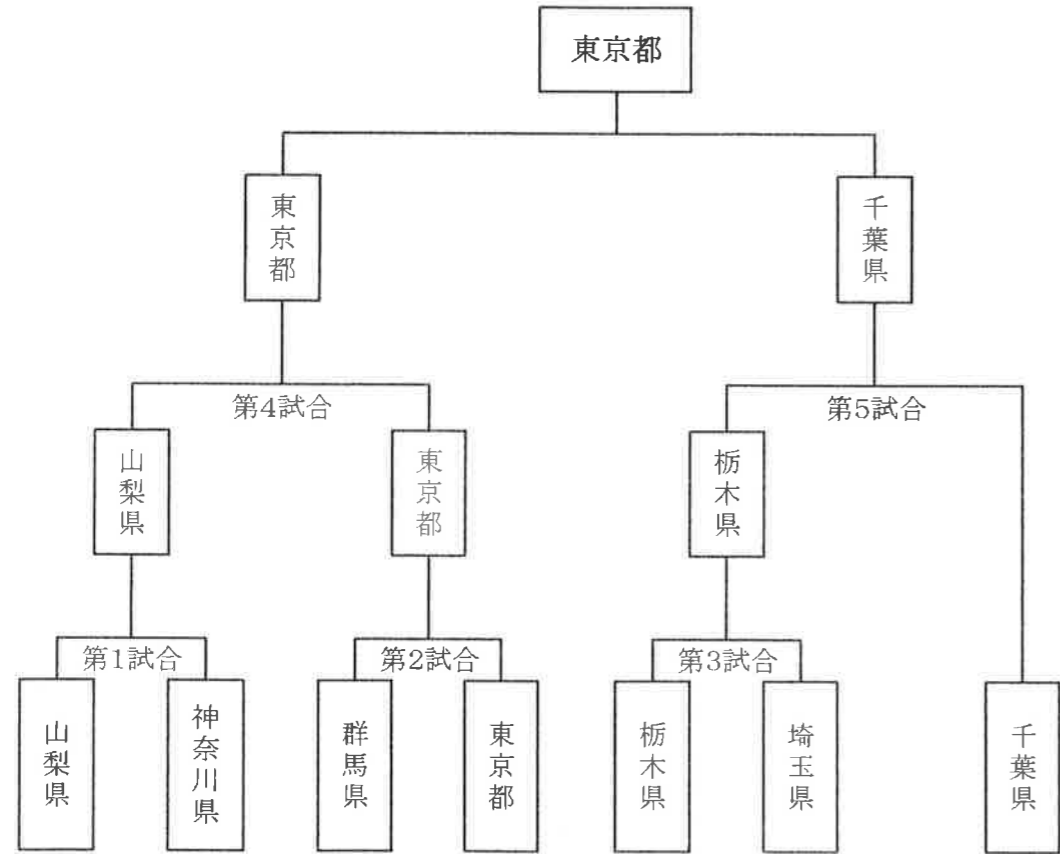 東京都
東京都
千葉県
第4試合
第5試合
山梨県
東京都
栃木県
第1試合
第2試合
第3試合
山梨県
神奈川県
群馬県
東京都
栃木県
埼玉県
千葉県